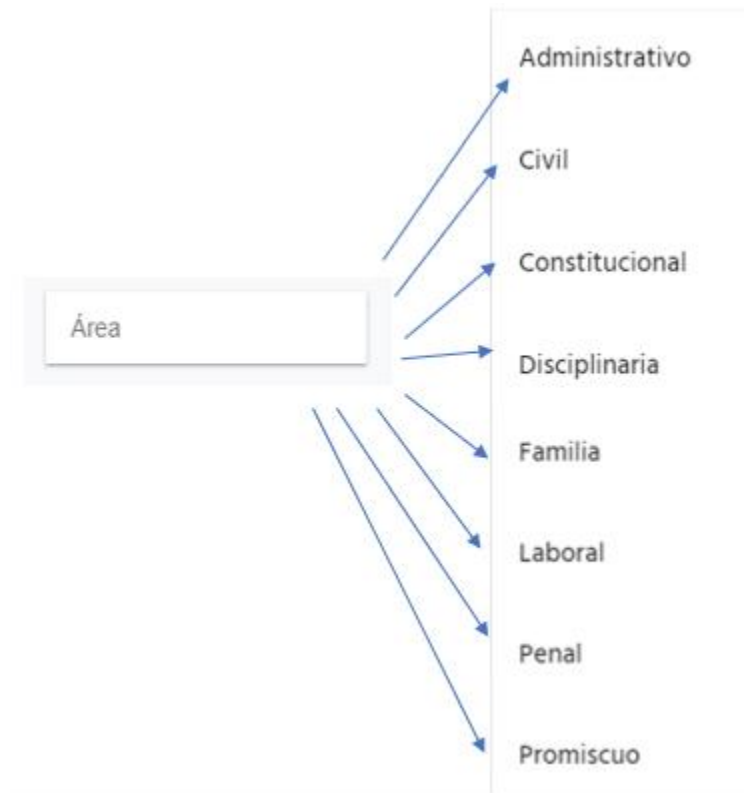 Área
Administrativo
Civil
Constitucional
Disciplinaria
Familia
Laboral
Penal
Promiscuo